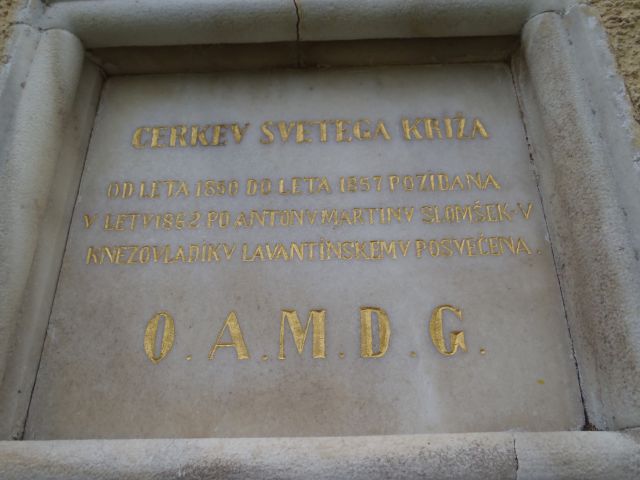 CERKEV SVETEGA KRIŽA
OD LETA 1850 DO LETA 1857 POZIDANA
V LETV 1862 PO ANTONV MARTINV SLOMŠEK-V
KNEZOVLADIKV LAVANTINSKEMV POSVEČENA.
O.A.M.D.G.